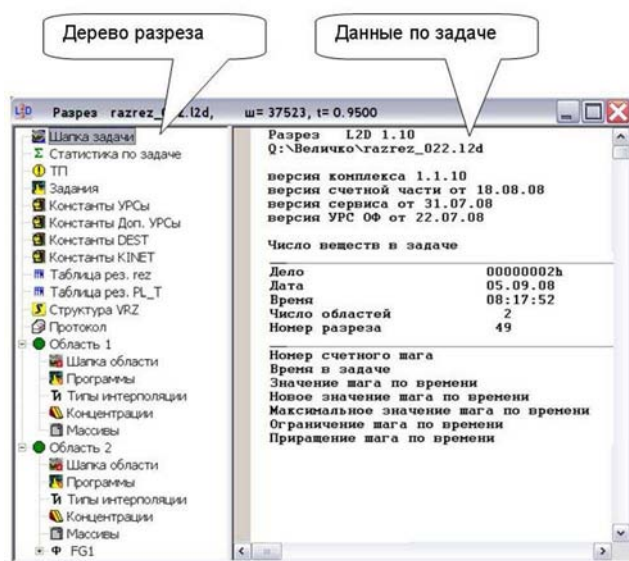 Дерево разреза
Данные по задаче
L2D Разрез razrez_022.l2d, ш= 37523, t= 0.9500
Шапка задачи
Σ Статистика по задаче
ТП
Задания
Константы УРСы
Константы Доп. УРСы
Константы DEST
Константы KINET
Таблица рез. rez
Таблица рез. PL_T
Структура VRZ
Протокол
Область 1
Шапка области
Программы
Ти Типы интерполяции
Концентрации
Массивы
Область 2
Шапка области
Программы
Ти Типы интерполяции
Концентрации
Массивы
Ф FG1
Разрез L2D 1.10
Q:\Величко\razrez_022.l2d
версия комплекса 1.1.10
версия счетной части от 18.08.08
версия сервиса от 31.07.08
версия УРС ОФ от 22.07.08
Число веществ в задаче
Дело 00000002h
Дата 05.09.08
Время 08:17:52
Число областей 2
Номер разреза 49
Номер счетного шага
Время в задаче
Значение шага по времени
Новое значение шага по времени
Максимальное значение шага по времени
Ограничение шага по времени
Приращение шага по времени